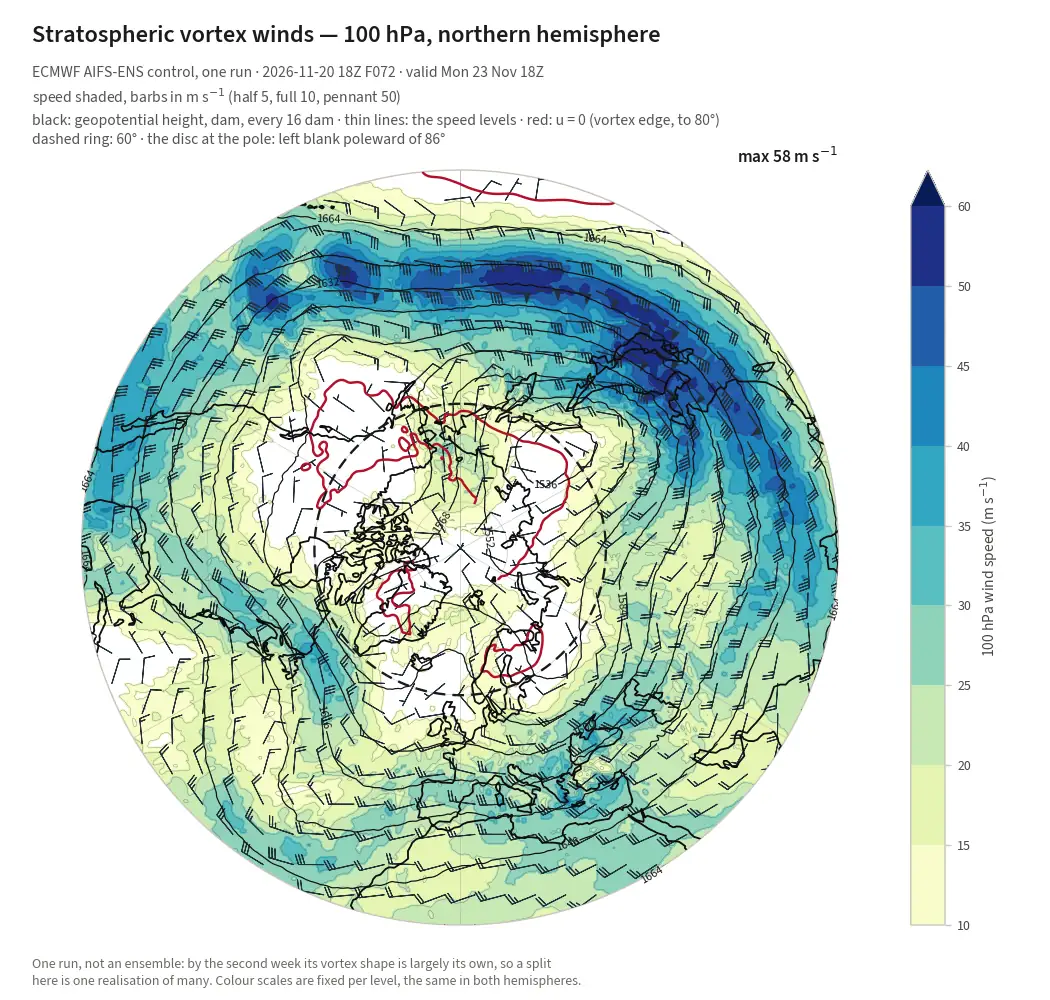 Stratospheric vortex winds — 100 hPa, northern hemisphere
ECMWF AIFS-ENS control, one run · 2026-11-20 18Z F072 · valid Mon 23 Nov 18Z
speed shaded, barbs in m s⁻¹ (half 5, full 10, pennant 50)
black: geopotential height, dam, every 16 dam · thin lines: the speed levels · red: u = 0 (vortex edge, to 80°)
dashed ring: 60° · the disc at the pole: left blank poleward of 86°
max 58 m s⁻¹
1664
1664
1632
1664
1536
1568
1552
1584
1616
1648
1664
60
50
45
40
35
30
25
20
15
10
100 hPa wind speed (m s⁻¹)
One run, not an ensemble: by the second week its vortex shape is largely its own, so a split
here is one realisation of many. Colour scales are fixed per level, the same in both hemispheres.